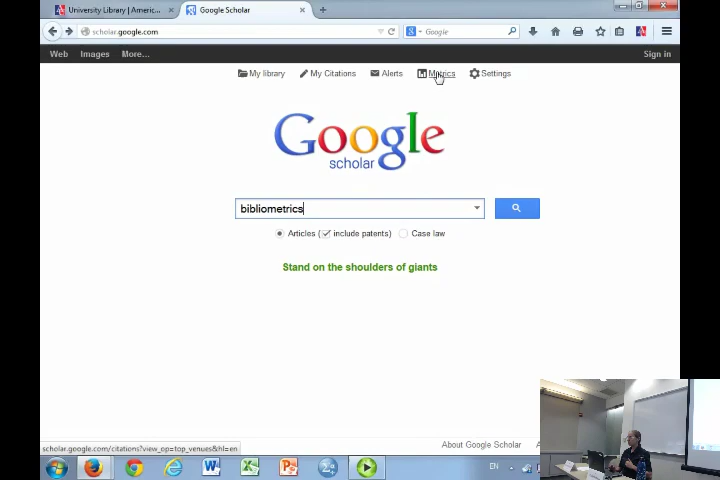 University Library | Americ...
Google Scholar
scholar.google.com
Google
Web Images More...
Sign in
My library My Citations Alerts Metrics Settings
Google
scholar
bibliometrics
Articles (include patents) Case law
Stand on the shoulders of giants
scholar.google.com/citations?view_op=top_venues&hl=en
About Google Scholar
EN